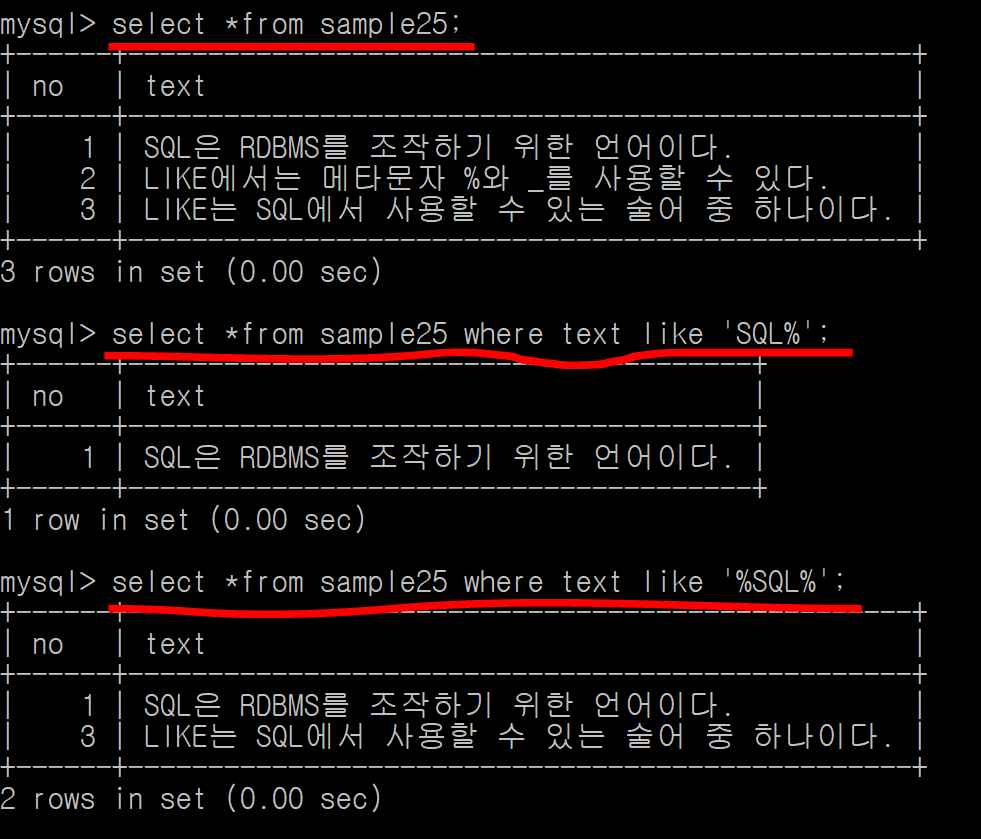 mysql> select *from sample25;
+------+------------------------------------------------+
| no   | text                                           |
+------+------------------------------------------------+
|    1 | SQL은 RDBMS를 조작하기 위한 언어이다.           |
|    2 | LIKE에서는 메타문자 %와 _를 사용할 수 있다.     |
|    3 | LIKE는 SQL에서 사용할 수 있는 술어 중 하나이다. |
+------+------------------------------------------------+
3 rows in set (0.00 sec)
mysql> select *from sample25 where text like 'SQL%';
+------+--------------------------------------+
| no   | text                                 |
+------+--------------------------------------+
|    1 | SQL은 RDBMS를 조작하기 위한 언어이다. |
+------+--------------------------------------+
1 row in set (0.00 sec)
mysql> select *from sample25 where text like '%SQL%';
+------+------------------------------------------------+
| no   | text                                           |
+------+------------------------------------------------+
|    1 | SQL은 RDBMS를 조작하기 위한 언어이다.           |
|    3 | LIKE는 SQL에서 사용할 수 있는 술어 중 하나이다. |
+------+------------------------------------------------+
2 rows in set (0.00 sec)